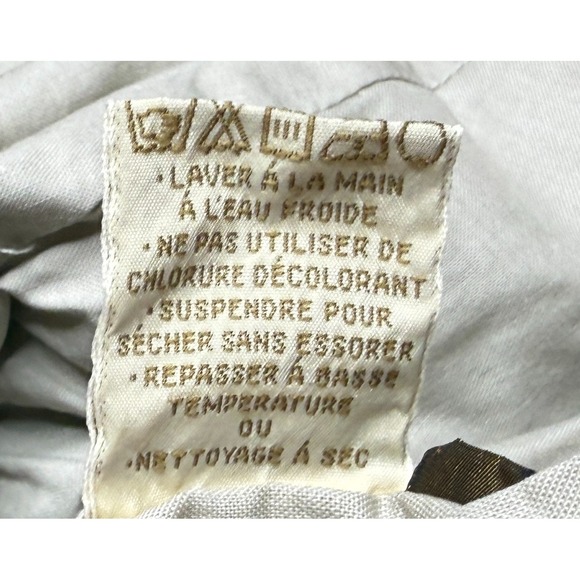 • LAVER À LA MAIN
À L'EAU FROIDE
• NE PAS UTILISER DE
CHLORURE DÉCOLORANT
• SUSPENDRE POUR
SÉCHER SANS ESSORER
• REPASSER À BASSE
TEMPERATURE
OU
• NETTOYAGE À SEC